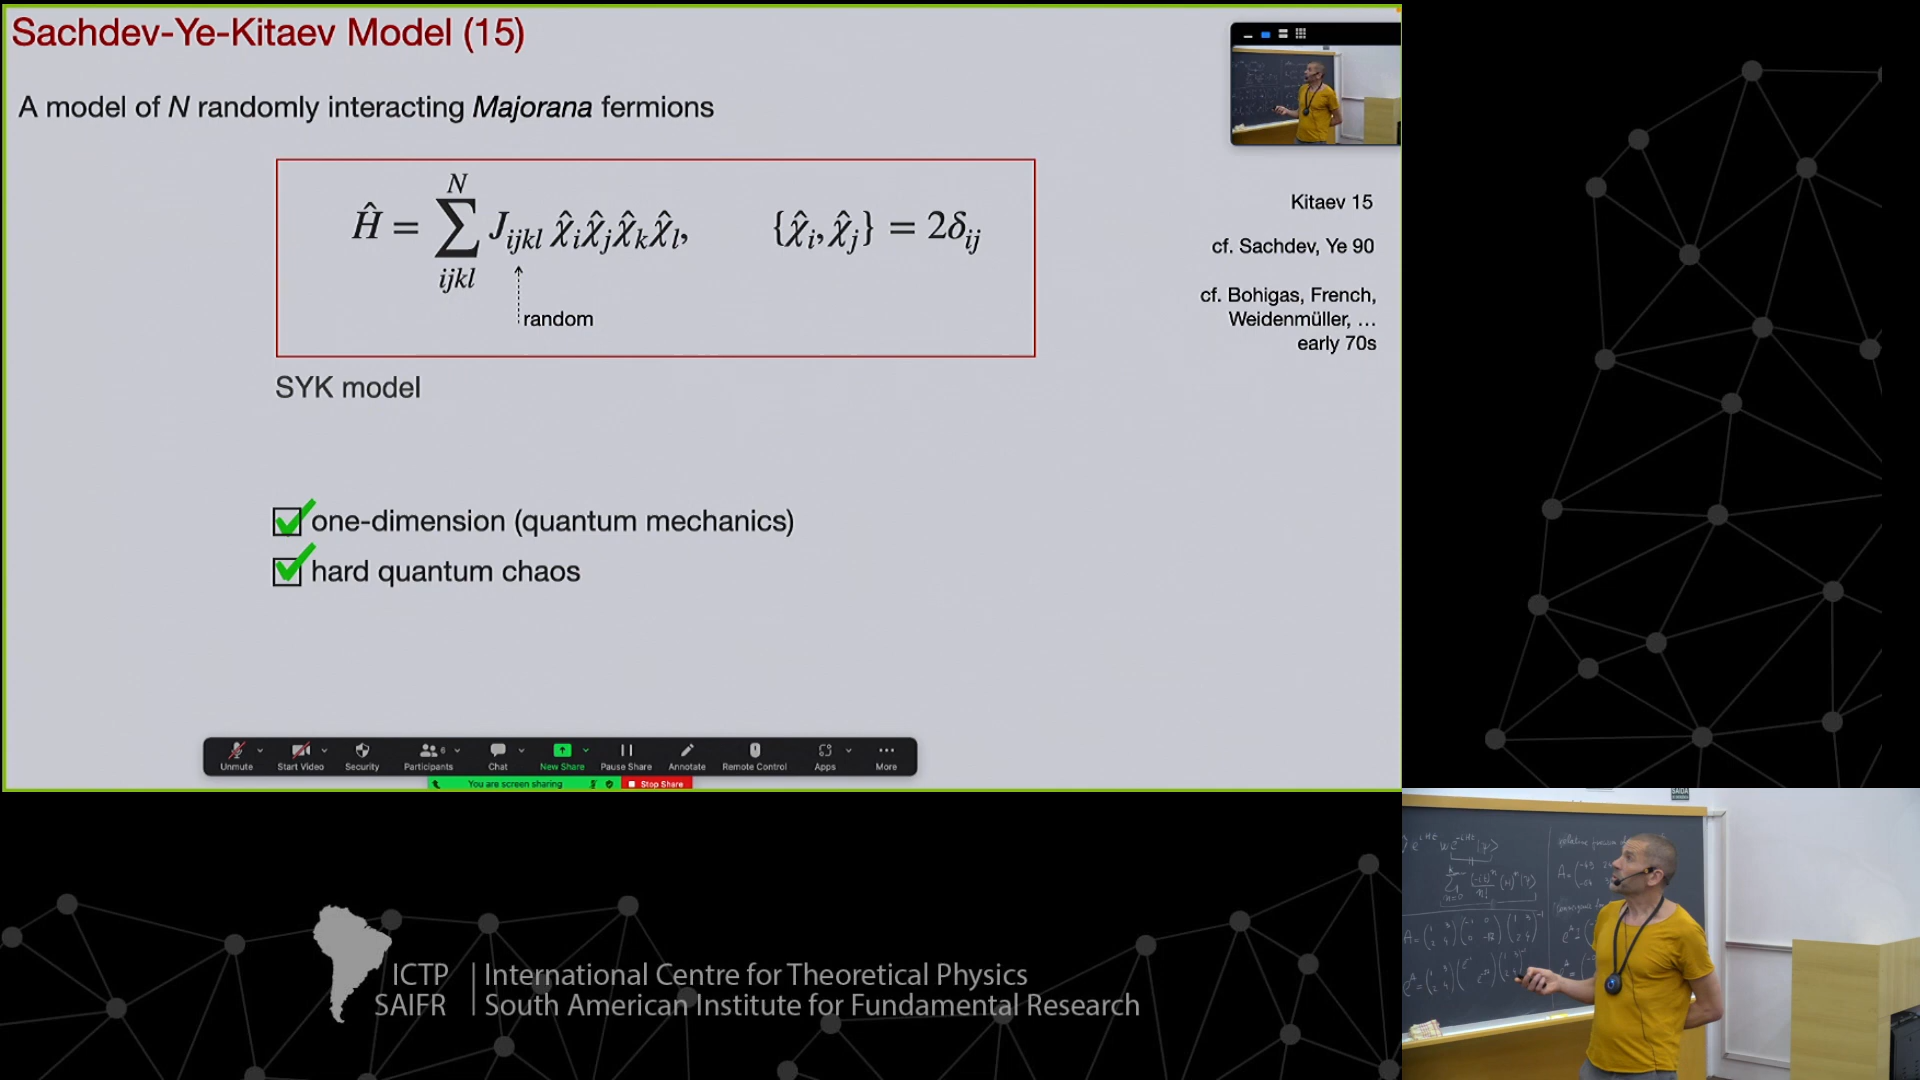 Sachdev-Ye-Kitaev Model (15)
A model of N randomly interacting Majorana fermions
Ĥ = ∑_{ijkl}^{N} J_{ijkl} χ̂_i χ̂_j χ̂_k χ̂_l,   {χ̂_i, χ̂_j} = 2δ_{ij}
random
SYK model
Kitaev 15
cf. Sachdev, Ye 90
cf. Bohigas, French,
Weidenmüller, …
early 70s
one-dimension (quantum mechanics)
hard quantum chaos
Unmute Start Video Security Participants 6 Chat New Share Pause Share Annotate Remote Control Apps More
You are screen sharing Stop Share
ICTP | International Centre for Theoretical Physics
SAIFR | South American Institute for Fundamental Research
SAÍDA